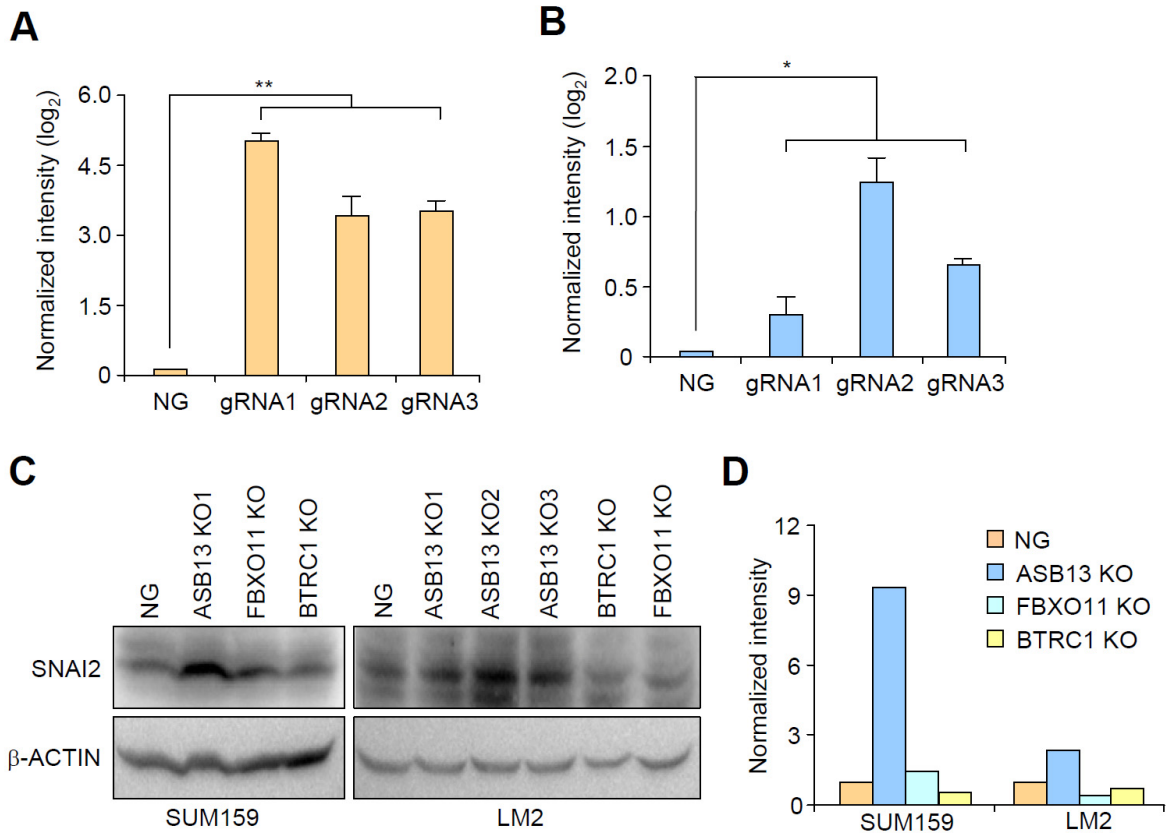 A
Normalized intensity (log2)
6.0
4.5
3.0
1.5
0
**
NG gRNA1 gRNA2 gRNA3
B
Normalized intensity (log2)
2.0
1.5
1.0
0.5
0
*
NG gRNA1 gRNA2 gRNA3
C
NG ASB13 KO1 FBXO11 KO BTRC1 KO
NG ASB13 KO1 ASB13 KO2 ASB13 KO3 BTRC1 KO FBXO11 KO
SNAI2
β-ACTIN
SUM159 LM2
D
Normalized intensity
12
9
6
3
0
NG
ASB13 KO
FBXO11 KO
BTRC1 KO
SUM159 LM2